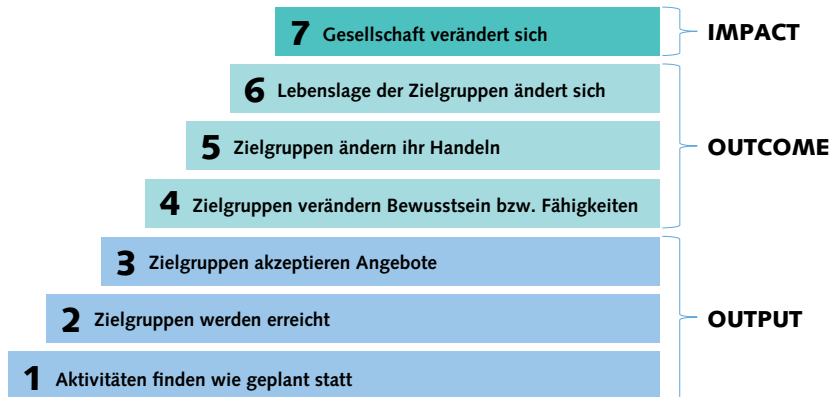 7 Gesellschaft verändert sich
IMPACT
6 Lebenslage der Zielgruppen ändert sich
5 Zielgruppen ändern ihr Handeln
OUTCOME
4 Zielgruppen verändern Bewusstsein bzw. Fähigkeiten
3 Zielgruppen akzeptieren Angebote
2 Zielgruppen werden erreicht
OUTPUT
1 Aktivitäten finden wie geplant statt